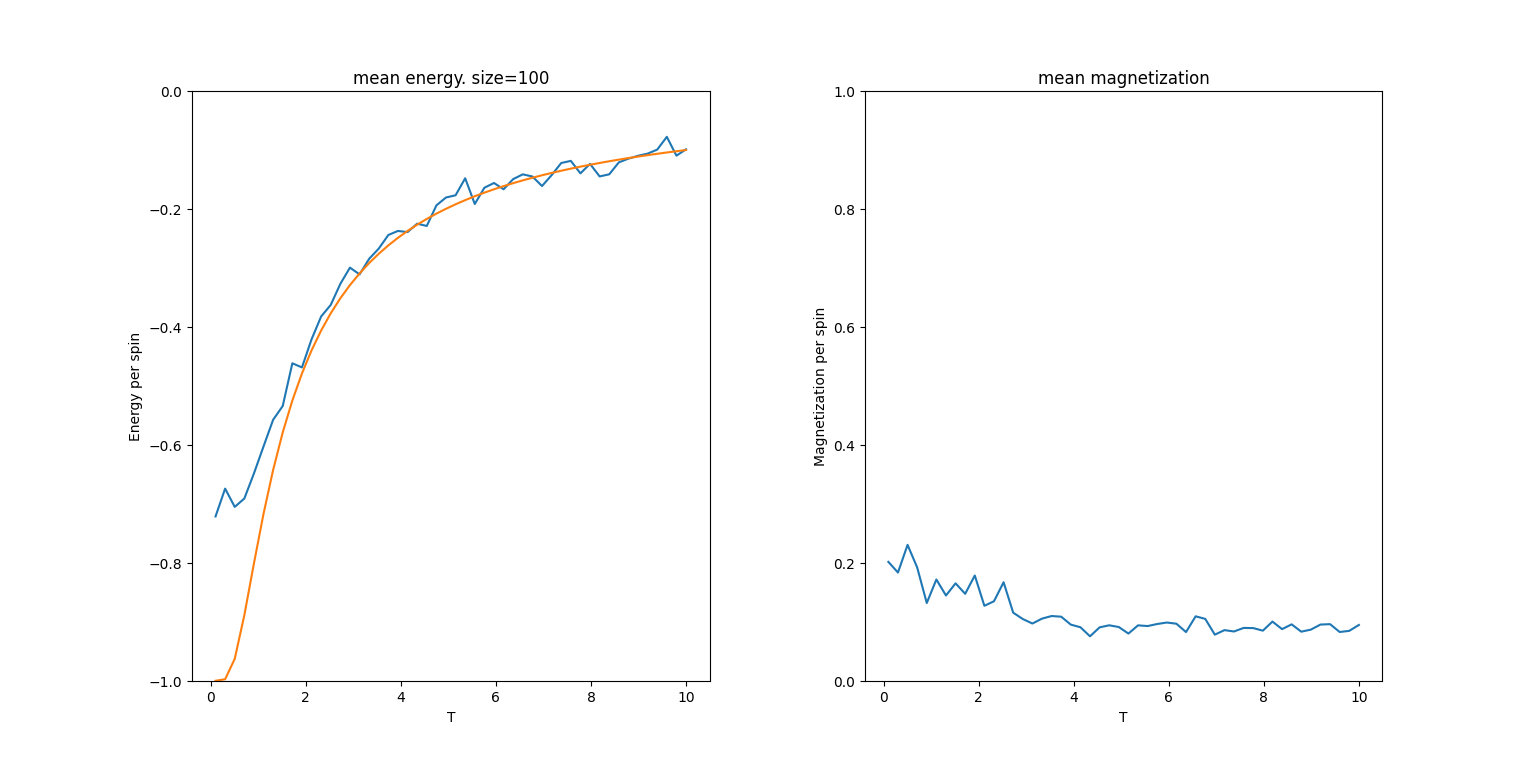 mean energy. size=100
0.0
−0.2
−0.4
−0.6
−0.8
−1.0
Energy per spin
0 2 4 6 8 10
T
mean magnetization
1.0
0.8
0.6
0.4
0.2
0.0
Magnetization per spin
0 2 4 6 8 10
T